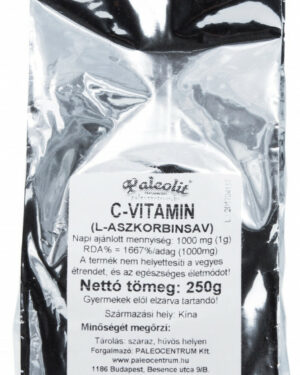 Paleolit
paleocentrum.hu
C-VITAMIN
(L-ASZKORBINSAV)
Napi ajánlott mennyiség: 1000 mg (1g)
RDA% = 1667%/adag (1000mg)
A termék nem helyettesíti a vegyes
étrendet, és az egészséges életmódot!
Nettó tömeg: 250g
Gyermekek elől elzárva tartandó!
Származási hely: Kína
Minőségét megőrzi:
Tárolás: száraz, hűvös helyen
Forgalmazó: PALEOCENTRUM Kft.
www.paleocentrum.hu
1186 Budapest, Besence utca 9/B.